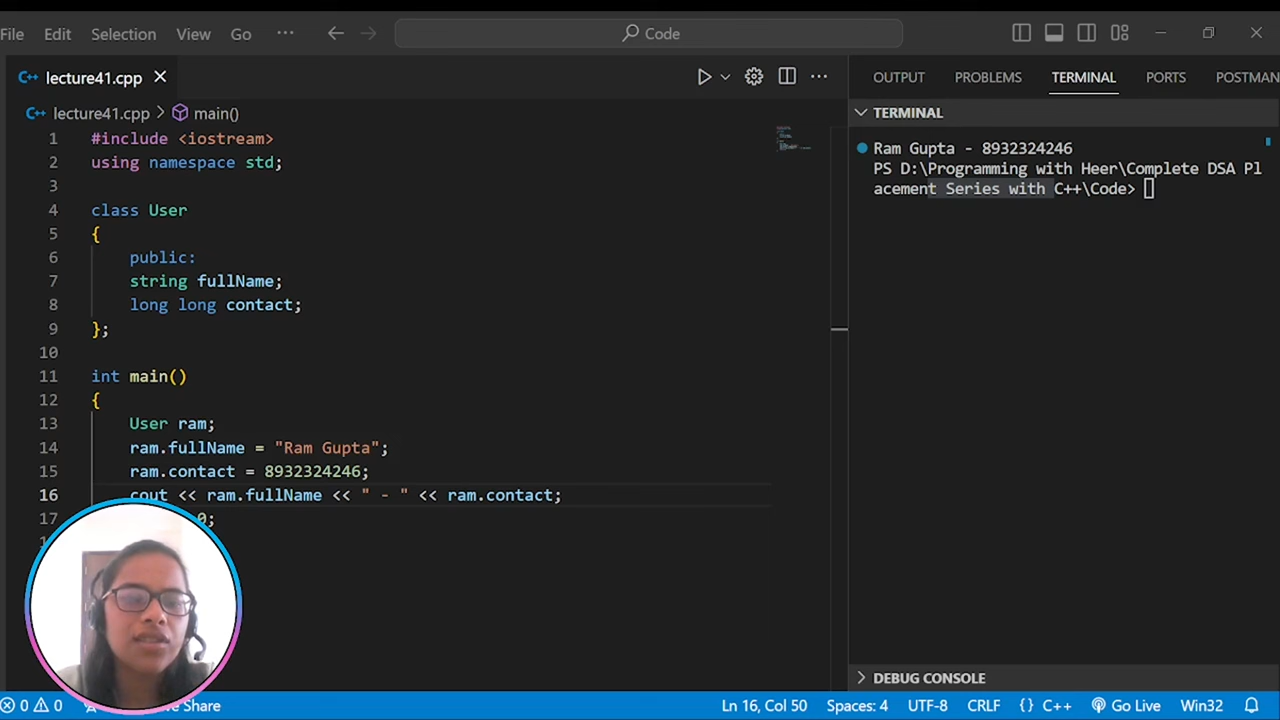 File Edit Selection View Go ··· Code
lecture41.cpp
OUTPUT PROBLEMS TERMINAL PORTS POSTMAN
lecture41.cpp > main()
TERMINAL
1 #include <iostream>
2 using namespace std;
3
4 class User
5 {
6 public:
7 string fullName;
8 long long contact;
9 };
10
11 int main()
12 {
13 User ram;
14 ram.fullName = "Ram Gupta";
15 ram.contact = 8932324246;
16 cout << ram.fullName << " - " << ram.contact;
17 0;
Ram Gupta - 8932324246
PS D:\Programming with Heer\Complete DSA Pl
acement Series with C++\Code>
DEBUG CONSOLE
0 0 Share Ln 16, Col 50 Spaces: 4 UTF-8 CRLF {} C++ Go Live Win32